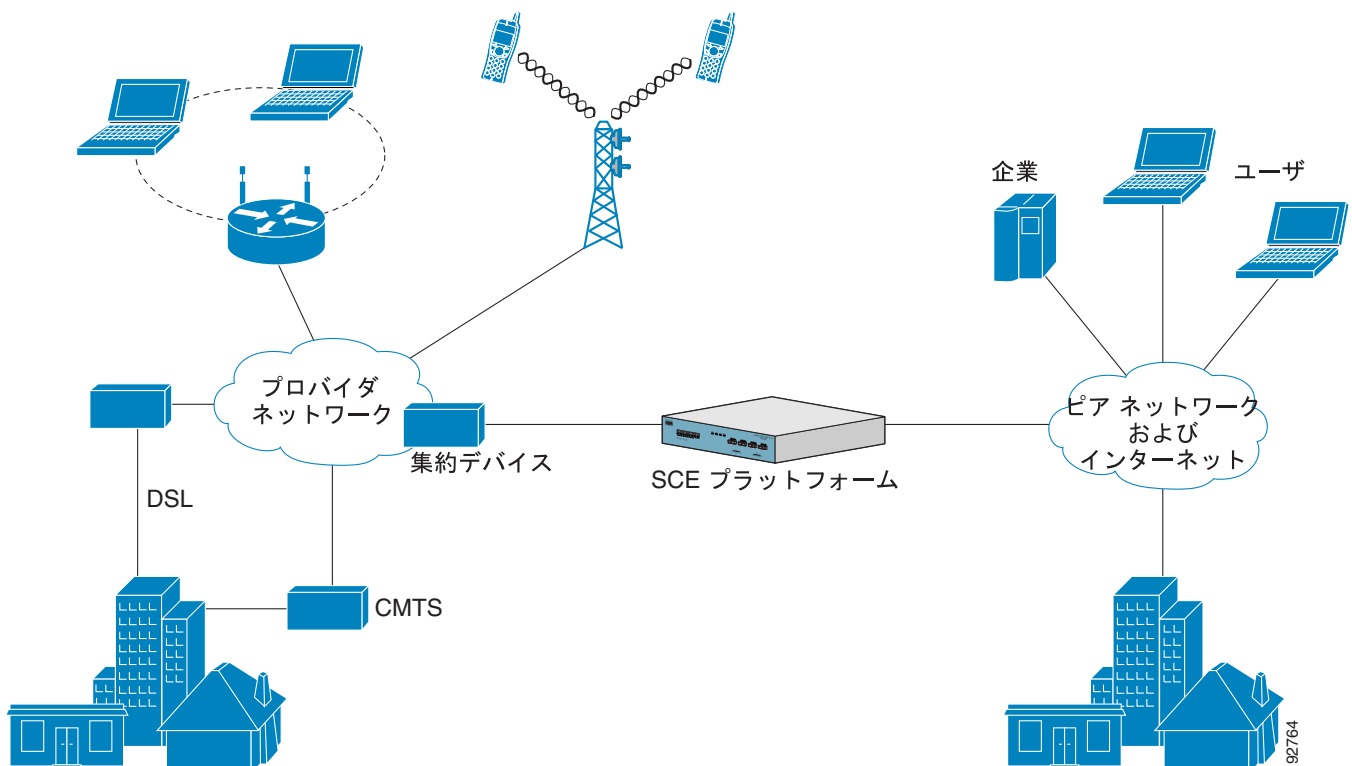 企業
ユーザ
プロバイダ
ネットワーク
集約デバイス
SCE プラットフォーム
ピア ネットワーク
および
インターネット
DSL
CMTS
92764